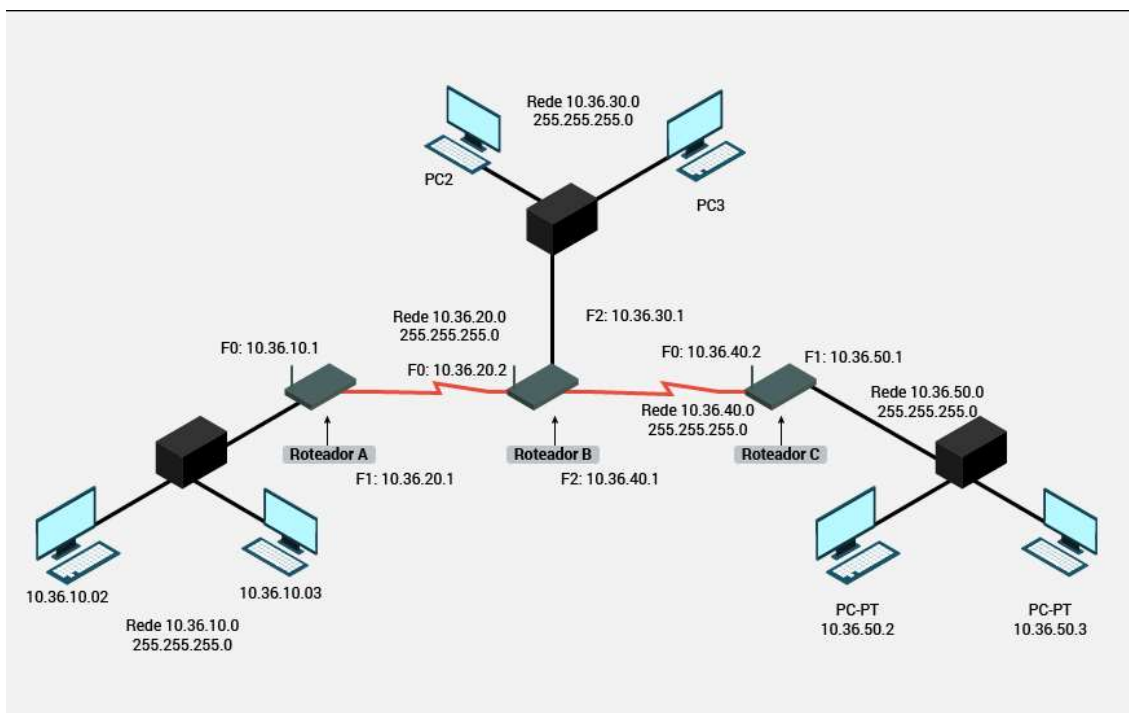 Rede 10.36.30.0
255.255.255.0
PC2
PC3
Rede 10.36.20.0
255.255.255.0
F2: 10.36.30.1
F0: 10.36.10.1
F0: 10.36.20.2
F0: 10.36.40.2
F1: 10.36.50.1
Rede 10.36.50.0
255.255.255.0
Rede 10.36.40.0
255.255.255.0
Roteador A
Roteador B
Roteador C
F1: 10.36.20.1
F2: 10.36.40.1
10.36.10.02
10.36.10.03
Rede 10.36.10.0
255.255.255.0
PC-PT
10.36.50.2
PC-PT
10.36.50.3